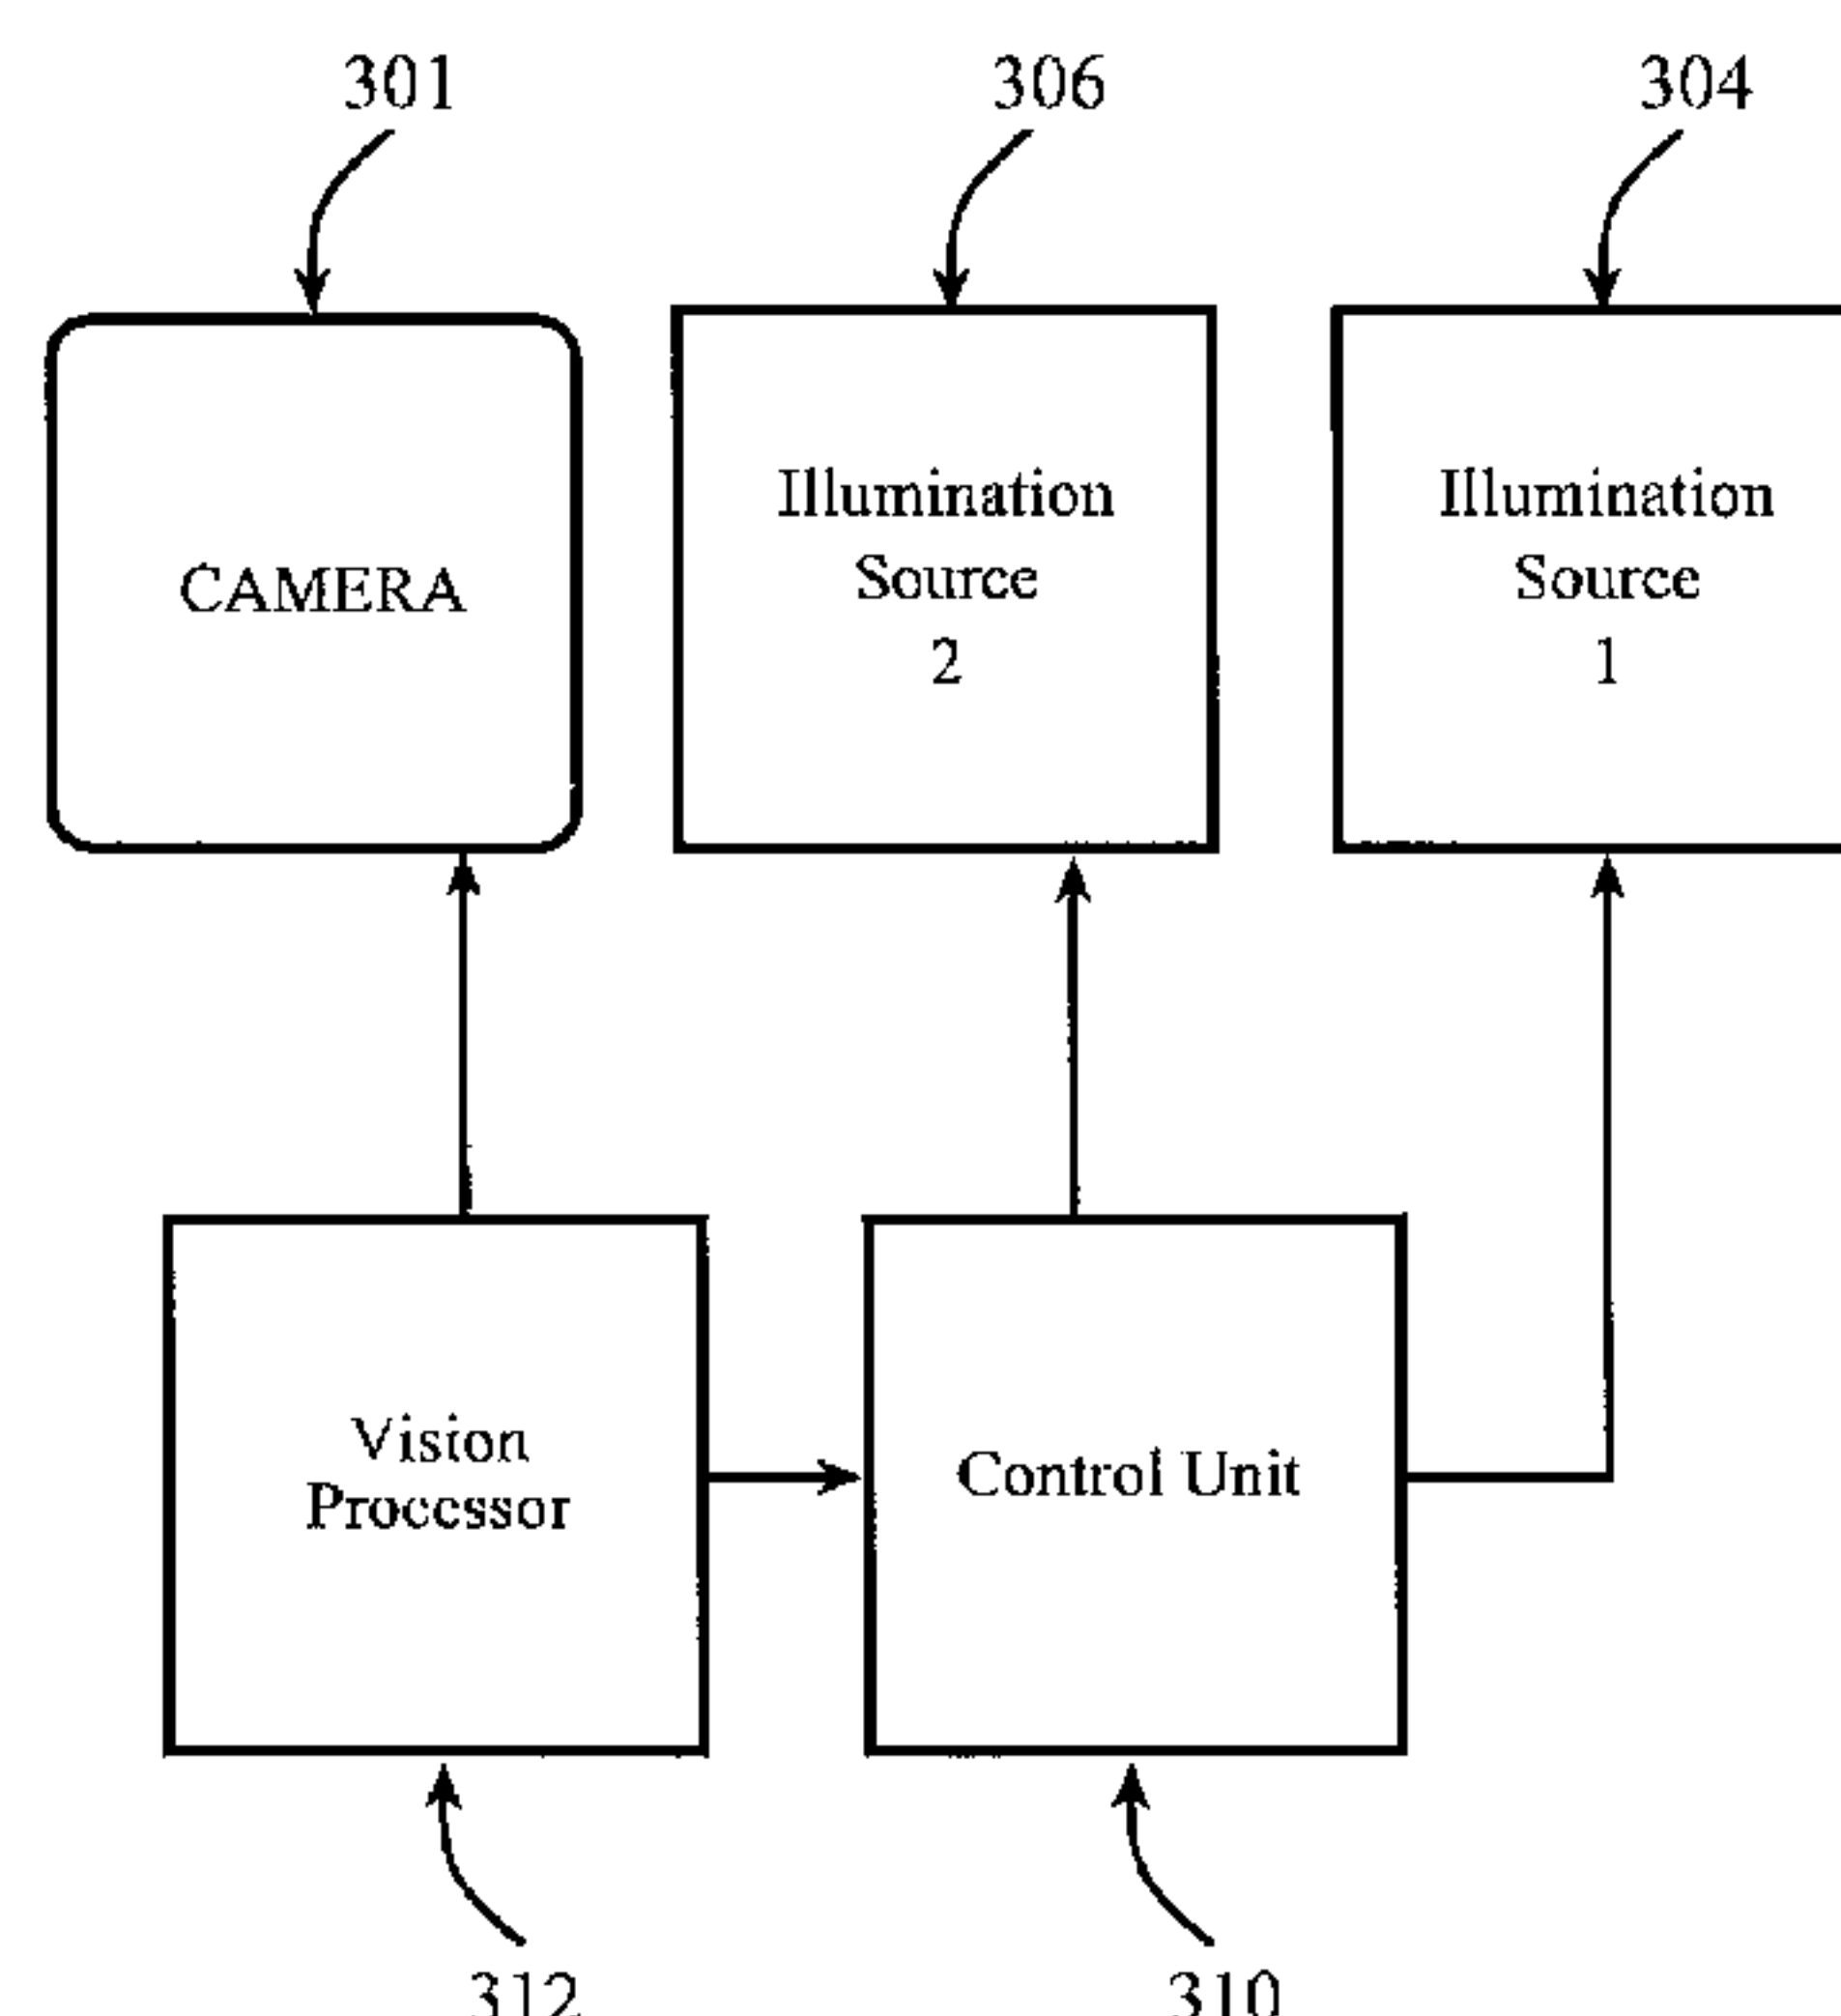 301
306
304
CAMERA
Illumination
Source
2
Illumination
Source
1
Vision
Processor
Control Unit
312
310